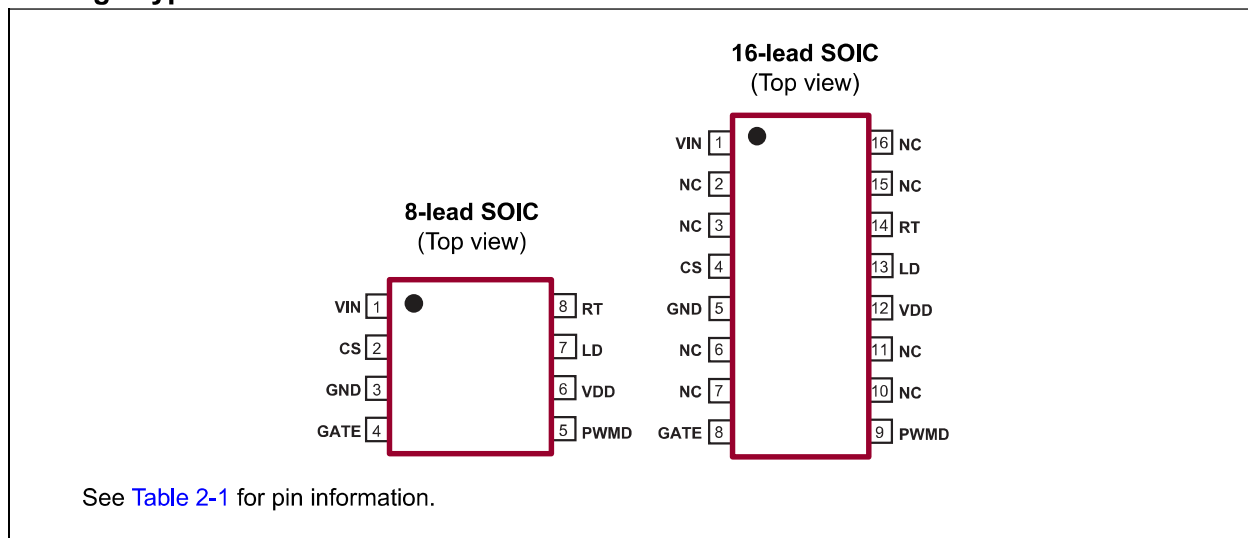 16-lead SOIC
(Top view)
VIN 1
16 NC
NC 2
15 NC
NC 3
14 RT
CS 4
13 LD
GND 5
12 VDD
NC 6
11 NC
NC 7
10 NC
GATE 8
9 PWMD
8-lead SOIC
(Top view)
VIN 1
8 RT
CS 2
7 LD
GND 3
6 VDD
GATE 4
5 PWMD
See Table 2-1 for pin information.